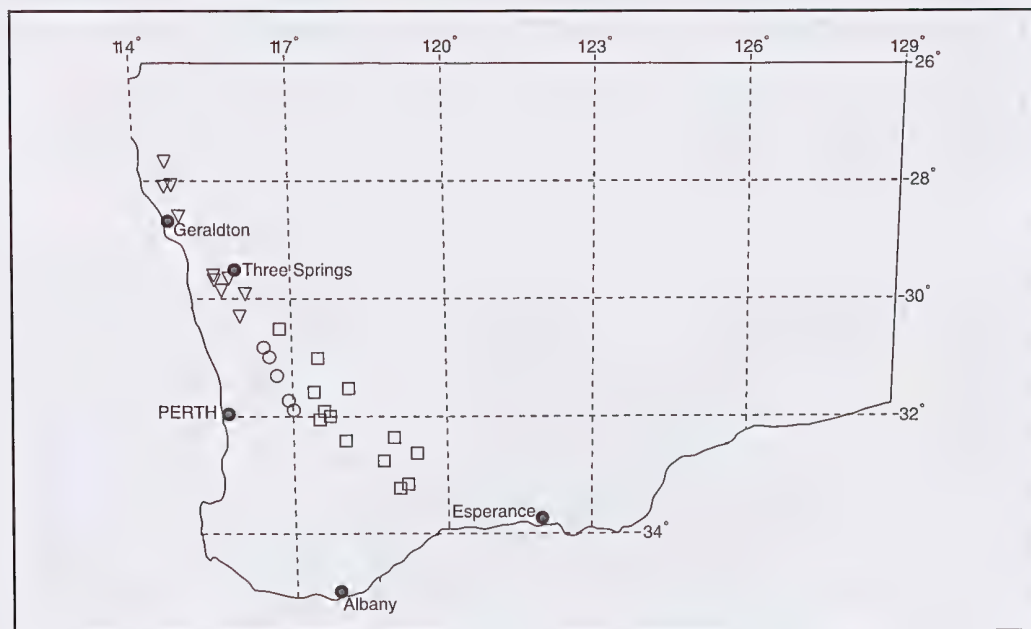 114° 117° 120° 123° 126° 129°
26°
28°
Geraldton
Three Springs
30°
PERTH
32°
Esperance
34°
Albany